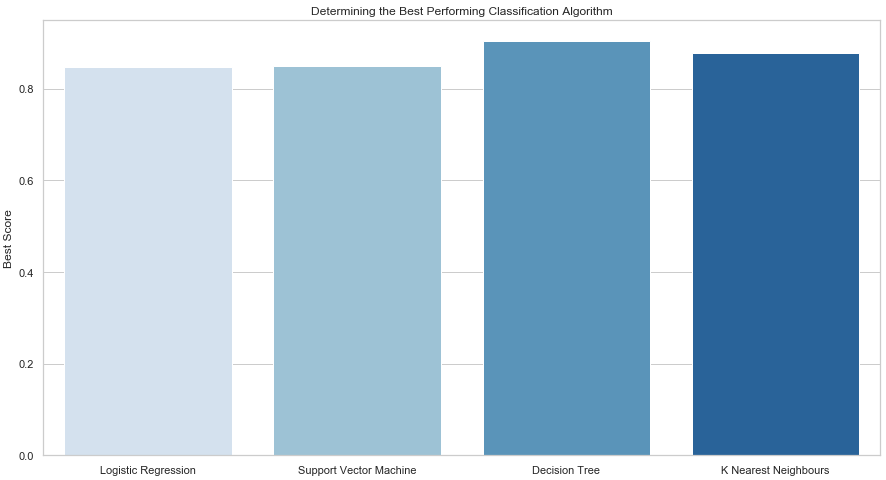 Determining the Best Performing Classification Algorithm
Best Score
0.8
0.6
0.4
0.2
0.0
Logistic Regression
Support Vector Machine
Decision Tree
K Nearest Neighbours